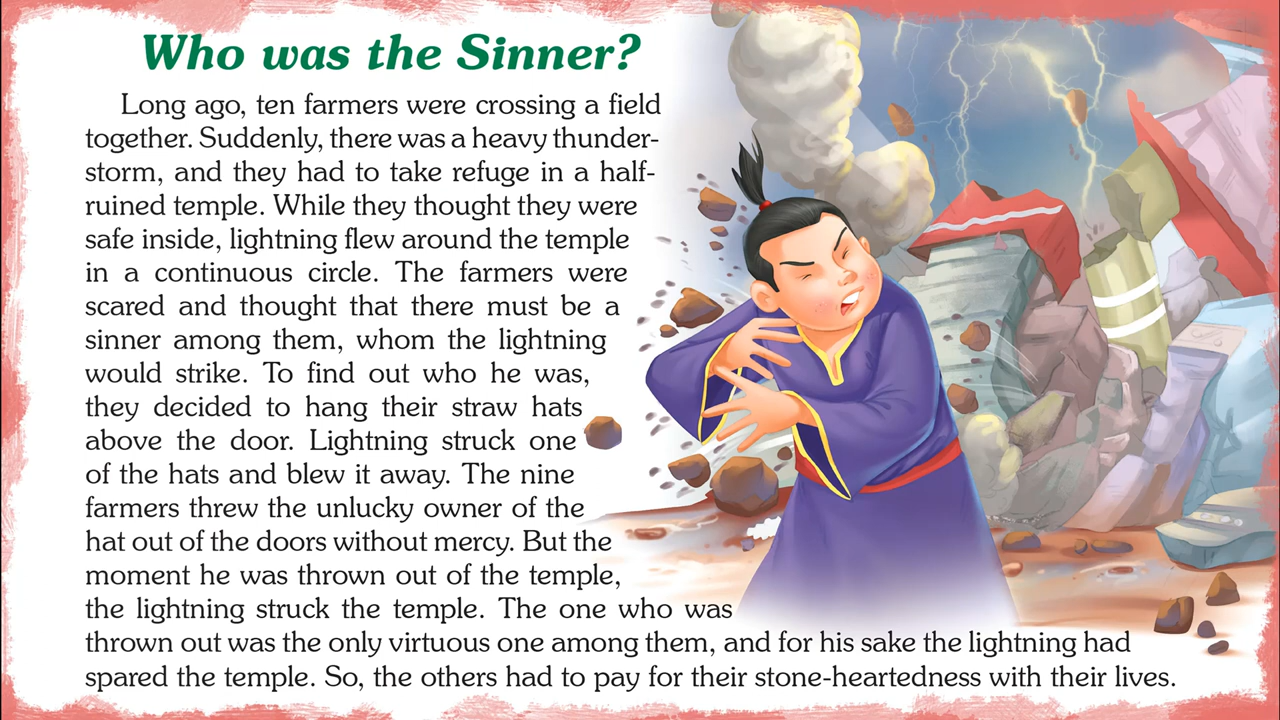 Who was the Sinner?
Long ago, ten farmers were crossing a field
together. Suddenly, there was a heavy thunder-
storm, and they had to take refuge in a half-
ruined temple. While they thought they were
safe inside, lightning flew around the temple
in a continuous circle. The farmers were
scared and thought that there must be a
sinner among them, whom the lightning
would strike. To find out who he was,
they decided to hang their straw hats
above the door. Lightning struck one
of the hats and blew it away. The nine
farmers threw the unlucky owner of the
hat out of the doors without mercy. But the
moment he was thrown out of the temple,
the lightning struck the temple. The one who was
thrown out was the only virtuous one among them, and for his sake the lightning had
spared the temple. So, the others had to pay for their stone-heartedness with their lives.